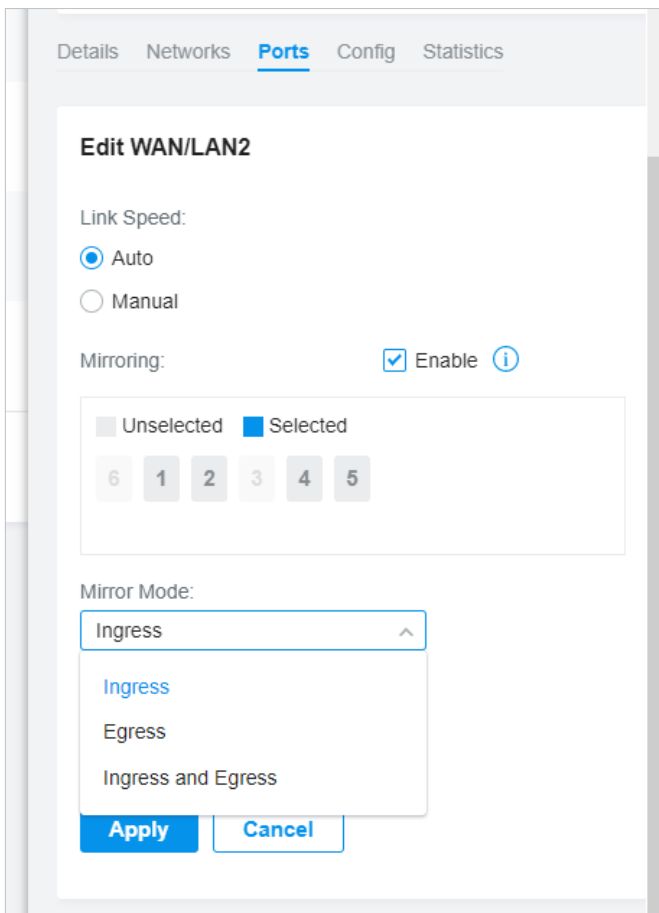 Details Networks Ports Config Statistics
Edit WAN/LAN2
Link Speed:
Auto
Manual
Mirroring: Enable i
Unselected Selected
6 1 2 3 4 5
Mirror Mode:
Ingress
Ingress
Egress
Ingress and Egress
Apply Cancel